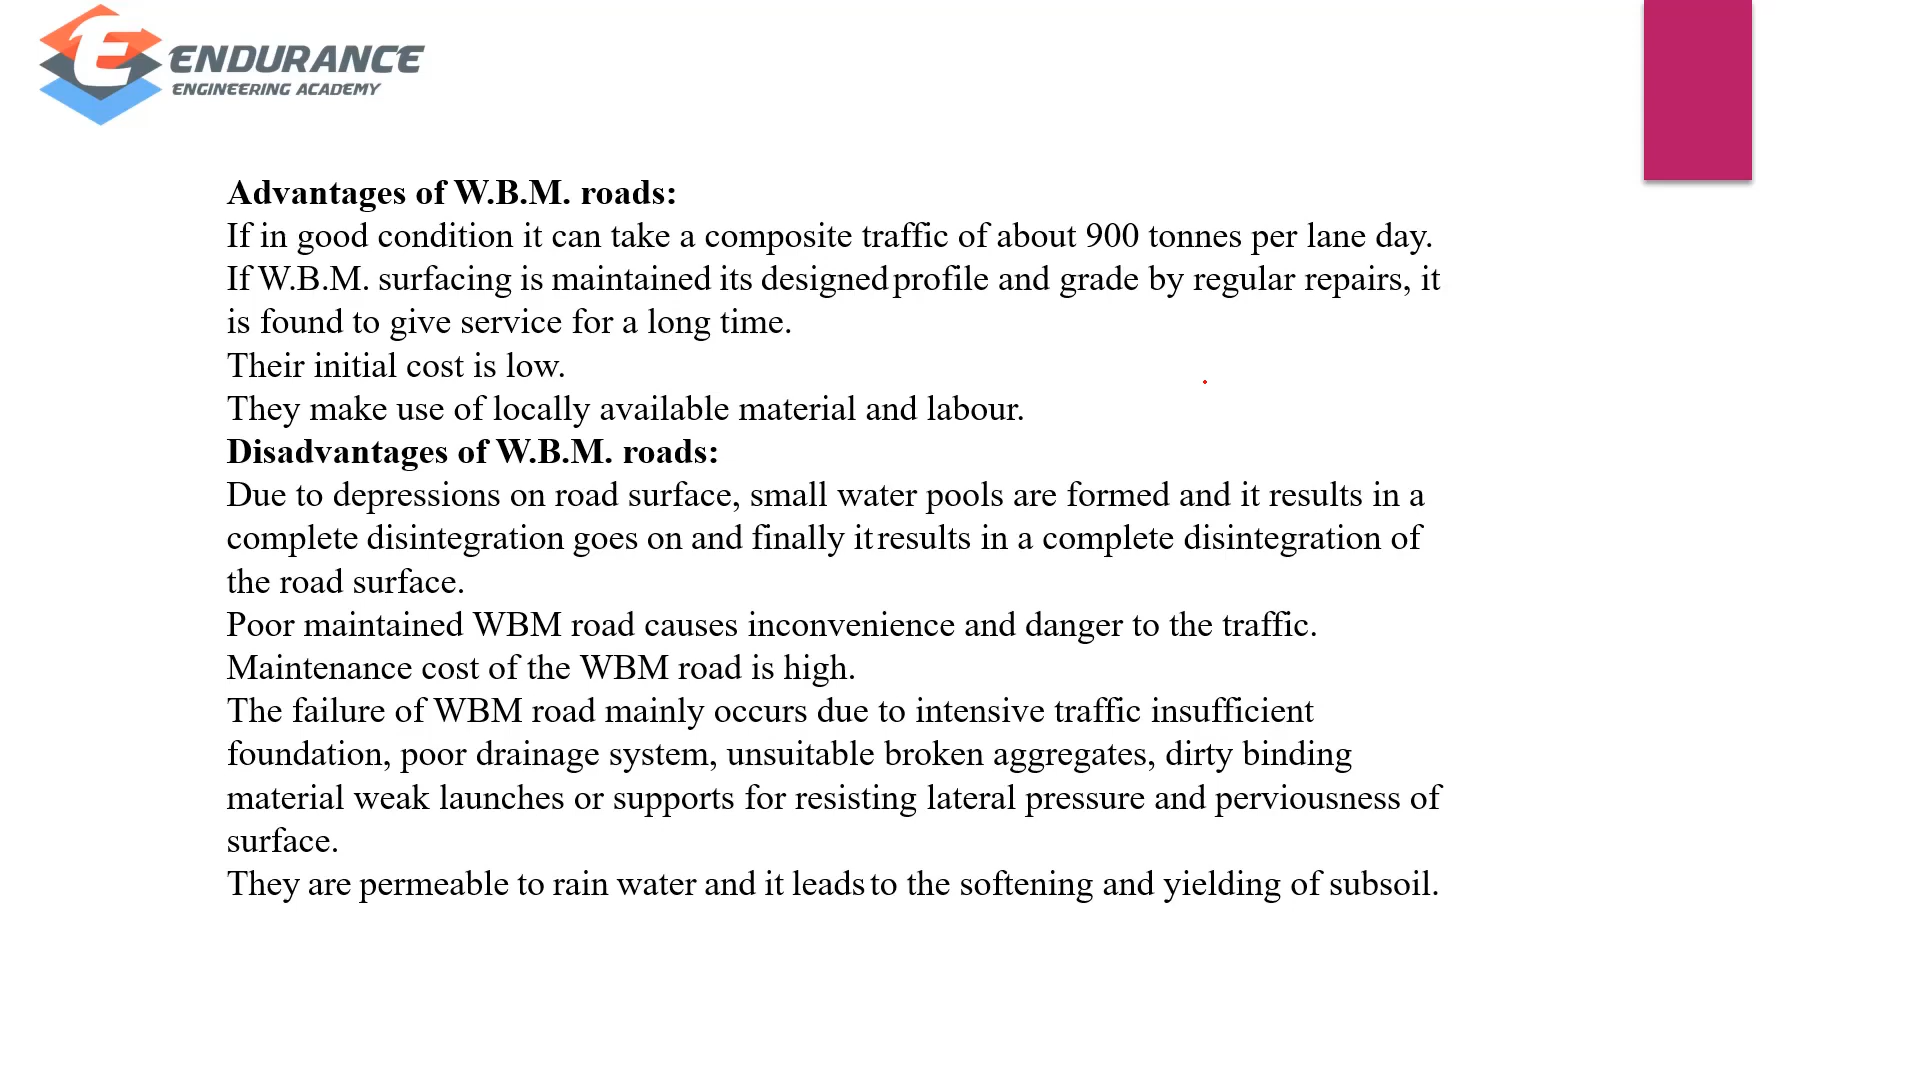 ENDURANCE
ENGINEERING ACADEMY
Advantages of W.B.M. roads:
If in good condition it can take a composite traffic of about 900 tonnes per lane day.
If W.B.M. surfacing is maintained its designed profile and grade by regular repairs, it
is found to give service for a long time.
Their initial cost is low.
They make use of locally available material and labour.
Disadvantages of W.B.M. roads:
Due to depressions on road surface, small water pools are formed and it results in a
complete disintegration goes on and finally it results in a complete disintegration of
the road surface.
Poor maintained WBM road causes inconvenience and danger to the traffic.
Maintenance cost of the WBM road is high.
The failure of WBM road mainly occurs due to intensive traffic insufficient
foundation, poor drainage system, unsuitable broken aggregates, dirty binding
material weak launches or supports for resisting lateral pressure and perviousness of
surface.
They are permeable to rain water and it leads to the softening and yielding of subsoil.